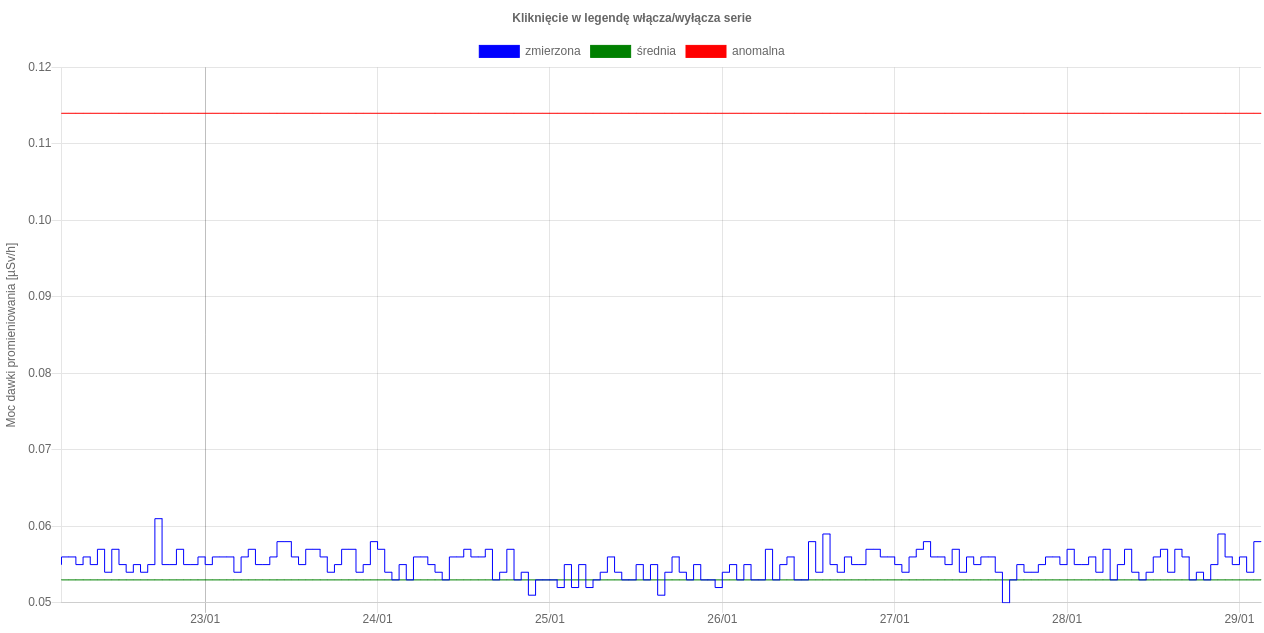 Kliknięcie w legendę włącza/wyłącza serie
zmierzona średnia anomalna
Moc dawki promieniowania [µSv/h]
0.12
0.11
0.10
0.09
0.08
0.07
0.06
0.05
23/01 24/01 25/01 26/01 27/01 28/01 29/01